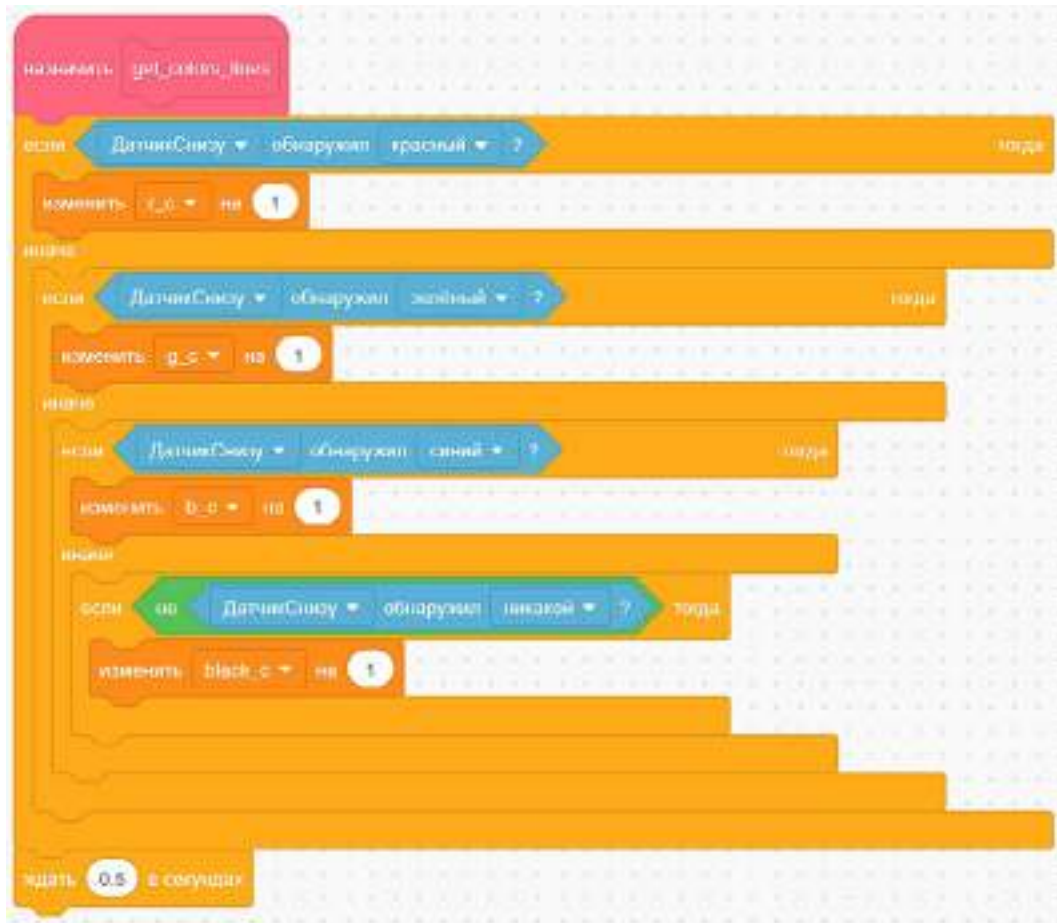 назначить get_colors_lines
если ДатчикСнизу обнаружил красный ? тогда
изменить r_c на 1
иначе
если ДатчикСнизу обнаружил зелёный ? тогда
изменить g_c на 1
иначе
если ДатчикСнизу обнаружил синий ? тогда
изменить b_c на 1
иначе
если не ДатчикСнизу обнаружил никакой ? тогда
изменить black_c на 1
ждать 0.5 в секундах